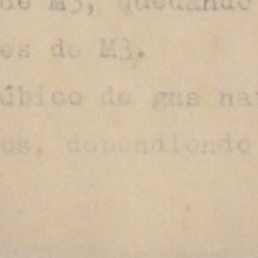 de M3, quedando
es de M3.
úbico de gas na
os, dependiendo